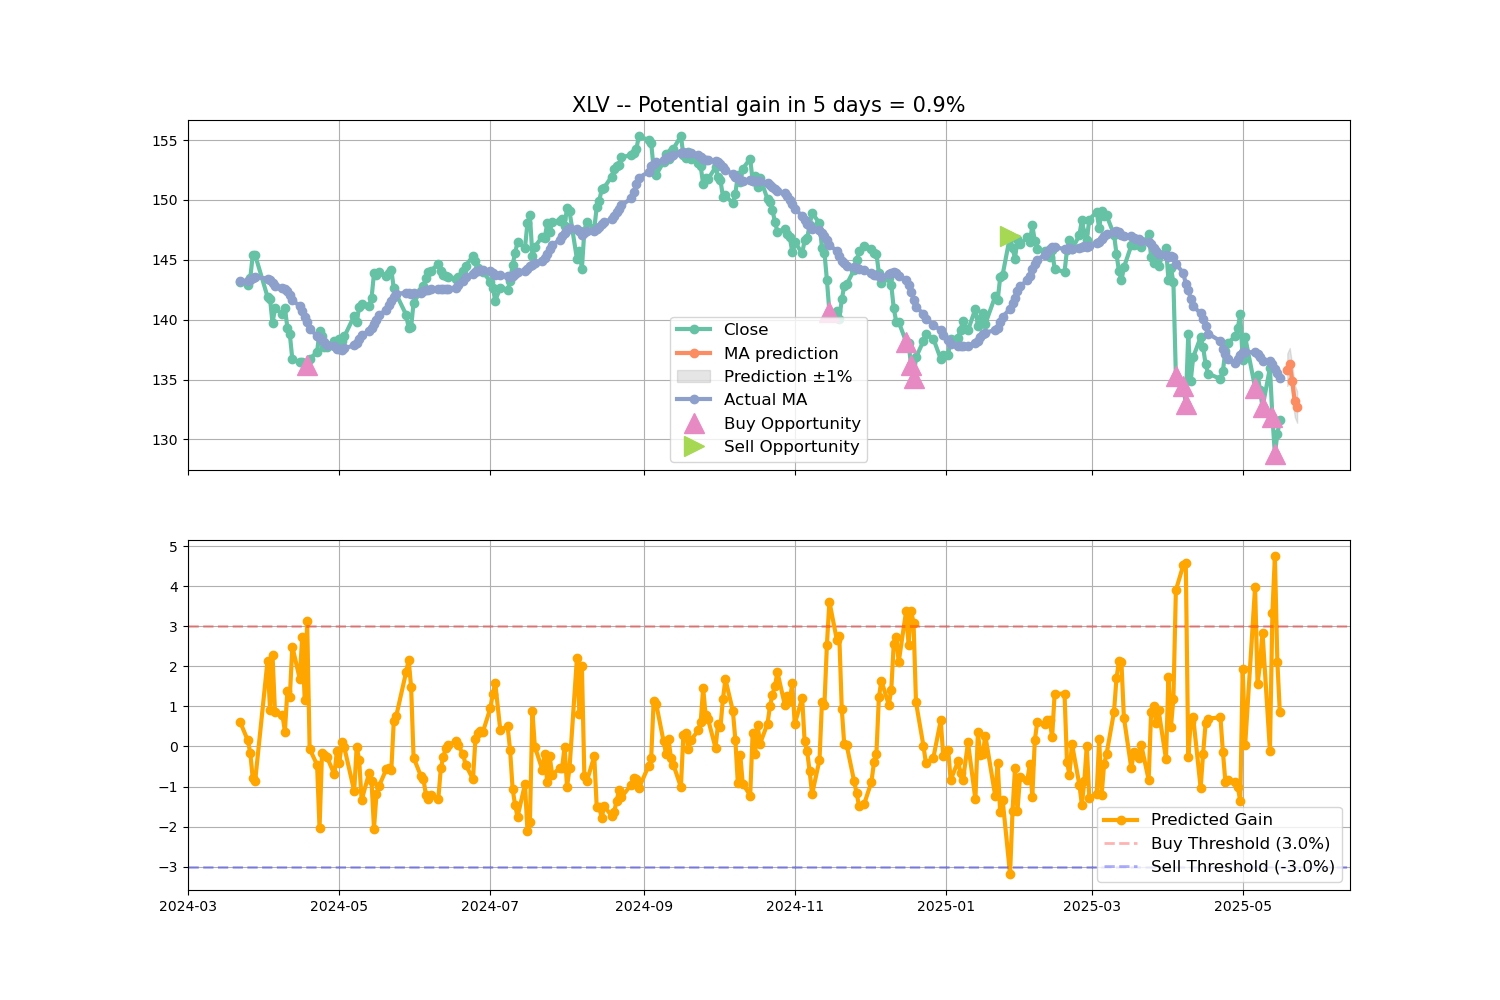 XLV -- Potential gain in 5 days = 0.9%
155
150
145
140
135
130
Close
MA prediction
Prediction ±1%
Actual MA
Buy Opportunity
Sell Opportunity
5
4
3
2
1
0
−1
−2
−3
Predicted Gain
Buy Threshold (3.0%)
Sell Threshold (-3.0%)
2024-03
2024-05
2024-07
2024-09
2024-11
2025-01
2025-03
2025-05